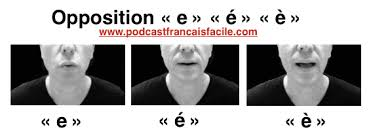 Opposition « e » « é » « è »
www.podcastfrancaisfacile.com
« e » « é » « è »